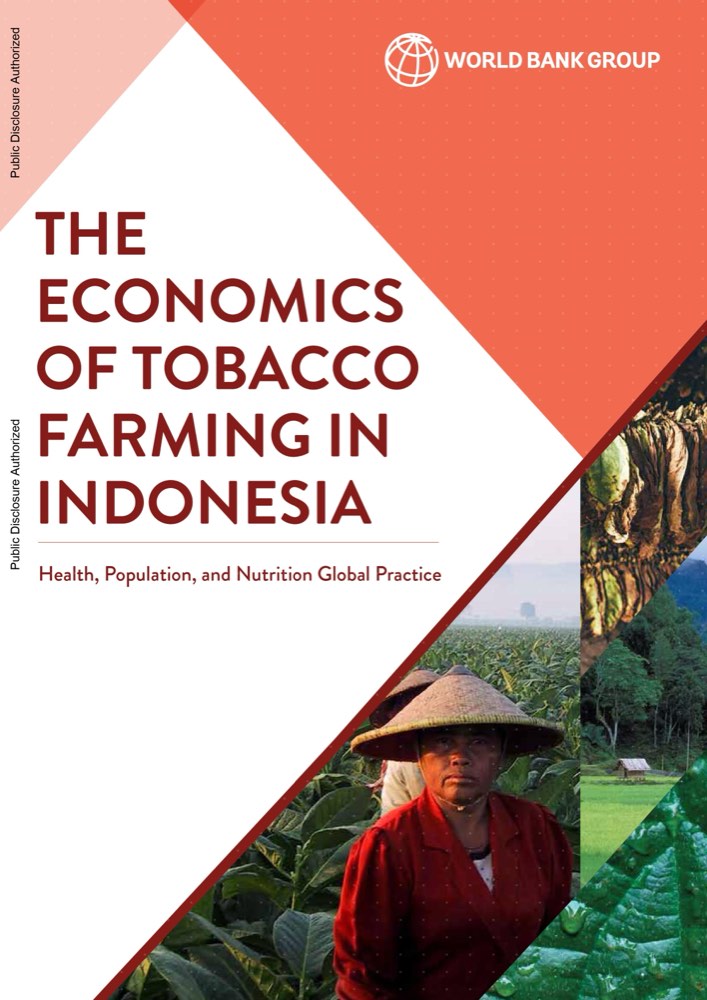 Public Disclosure Authorized
WORLD BANK GROUP
THE
ECONOMICS
OF TOBACCO
FARMING IN
INDONESIA
Public Disclosure Authorized
Health, Population, and Nutrition Global Practice